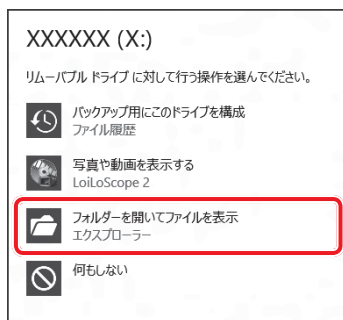 XXXXXX (X:)
リムーバブル ドライブ に対して行う操作を選んでください。
バックアップ用にこのドライブを構成
ファイル履歴
写真や動画を表示する
LoiLoScope 2
フォルダーを開いてファイルを表示
エクスプローラー
何もしない